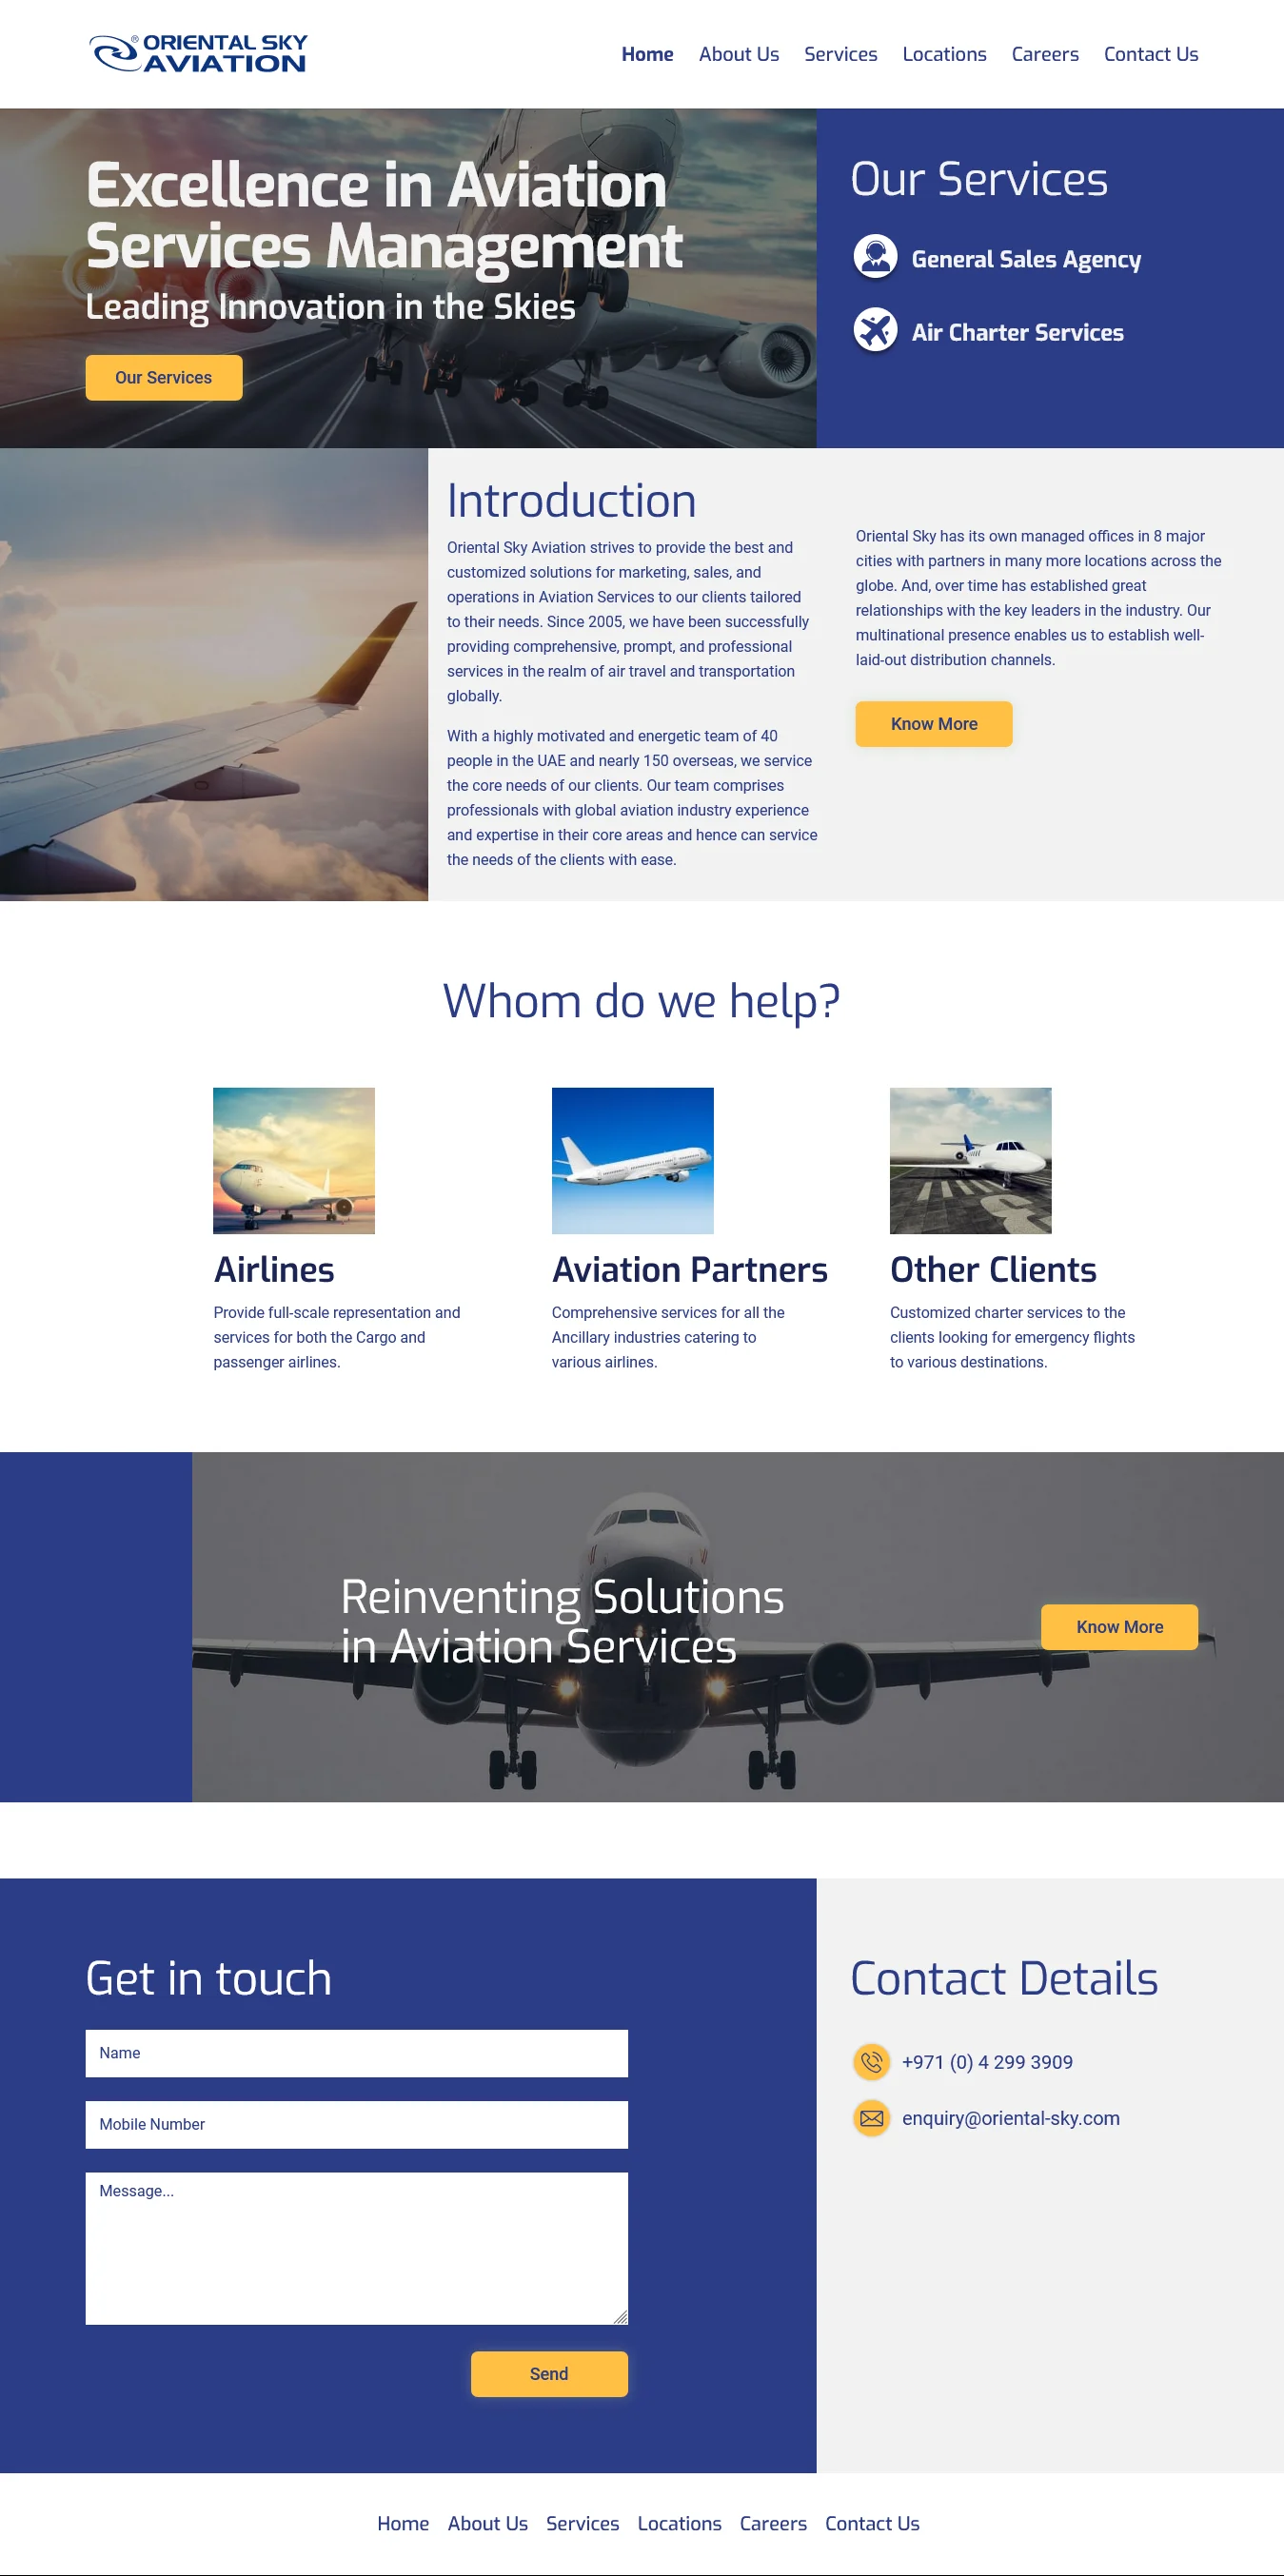 ® ORIENTAL SKY
AVIATION
Home About Us Services Locations Careers Contact Us
Excellence in Aviation
Services Management
Leading Innovation in the Skies
Our Services
Our Services
General Sales Agency
Air Charter Services
Introduction
Oriental Sky Aviation strives to provide the best and
customized solutions for marketing, sales, and
operations in Aviation Services to our clients tailored
to their needs. Since 2005, we have been successfully
providing comprehensive, prompt, and professional
services in the realm of air travel and transportation
globally.
With a highly motivated and energetic team of 40
people in the UAE and nearly 150 overseas, we service
the core needs of our clients. Our team comprises
professionals with global aviation industry experience
and expertise in their core areas and hence can service
the needs of the clients with ease.
Oriental Sky has its own managed offices in 8 major
cities with partners in many more locations across the
globe. And, over time has established great
relationships with the key leaders in the industry. Our
multinational presence enables us to establish well-
laid-out distribution channels.
Know More
Whom do we help?
Airlines
Provide full-scale representation and
services for both the Cargo and
passenger airlines.
Aviation Partners
Comprehensive services for all the
Ancillary industries catering to
various airlines.
Other Clients
Customized charter services to the
clients looking for emergency flights
to various destinations.
Reinventing Solutions
in Aviation Services
Know More
Get in touch
Name
Mobile Number
Message...
Send
Contact Details
+971 (0) 4 299 3909
enquiry@oriental-sky.com
Home About Us Services Locations Careers Contact Us